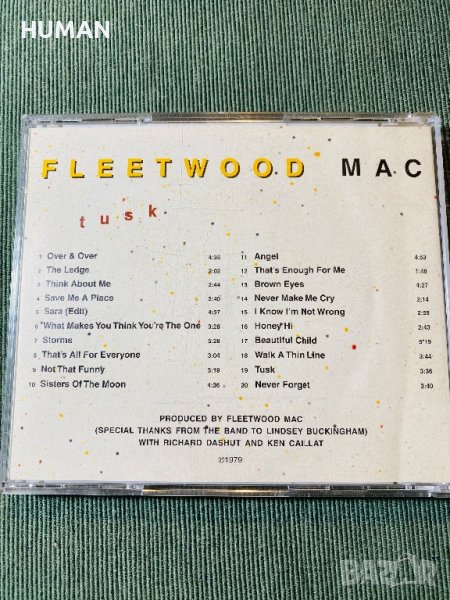 FLEETWOOD MAC
tusk
1 Over & Over 4:35
2 The Ledge 2:02
3 Think About Me 2:44
4 Save Me A Place 2:40
5 Sara (Edit) 4:37
6 What Makes You Think You're The One 3:28
7 Storms 5:28
8 That's All For Everyone 3:04
9 Not That Funny 3:19
10 Sisters Of The Moon 4:36
11 Angel 4:53
12 That's Enough For Me 1:48
13 Brown Eyes 4:27
14 Never Make Me Cry 2:14
15 I Know I'm Not Wrong 2:59
16 Honey Hi 2:43
17 Beautiful Child 5:19
18 Walk A Thin Line 3:44
19 Tusk 3:36
20 Never Forget 3:40
PRODUCED BY FLEETWOOD MAC
(SPECIAL THANKS FROM THE BAND TO LINDSEY BUCKINGHAM)
WITH RICHARD DASHUT AND KEN CAILLAT
℗1979
BAZAR